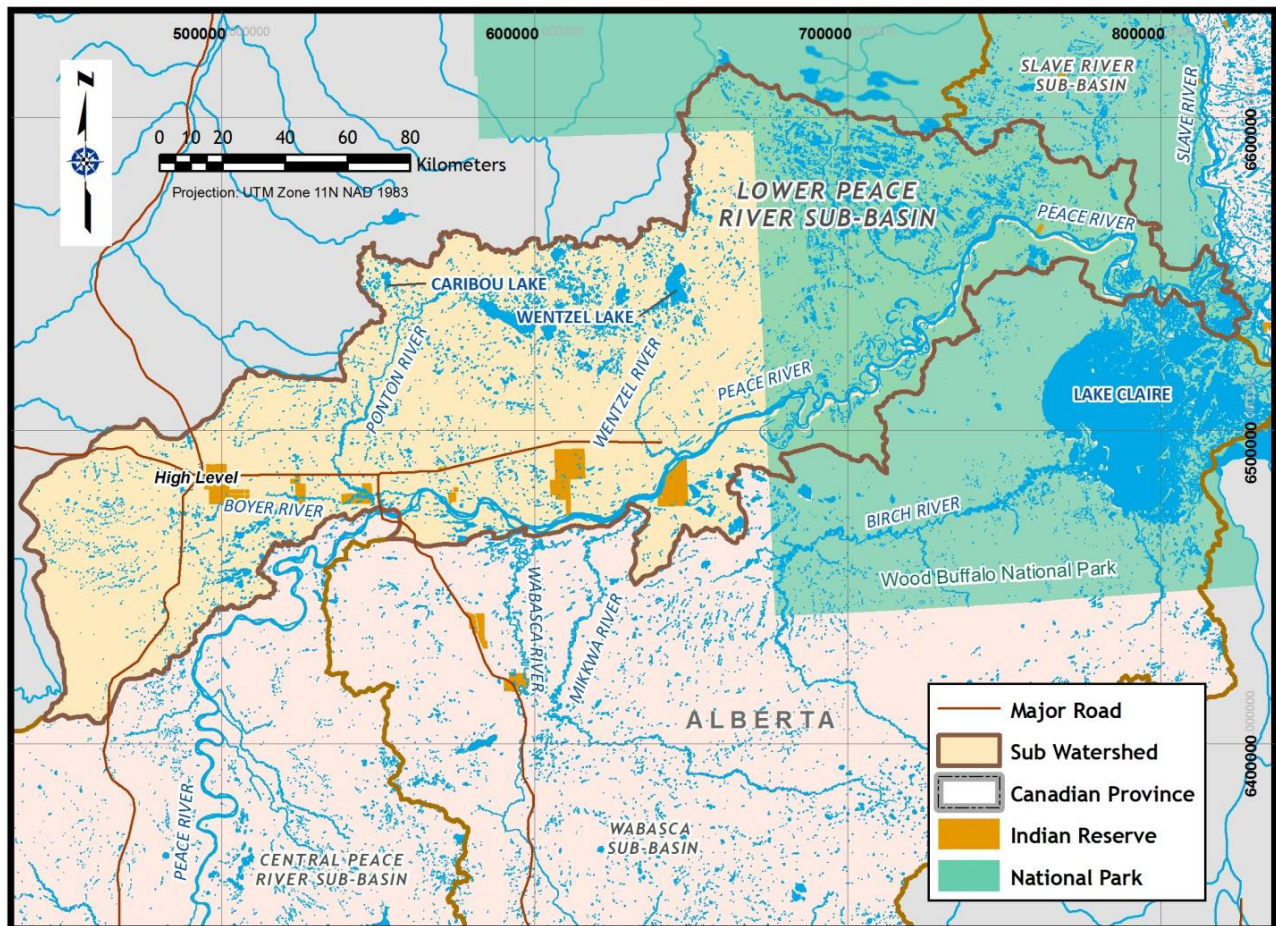 500000
600000
700000
800000
SLAVE RIVER
SUB-BASIN
SLAVE RIVER
N
0 10 20 40 60 80
Kilometers
Projection: UTM Zone 11N NAD 1983
6600000
LOWER PEACE
RIVER SUB-BASIN
PEACE RIVER
CARIBOU LAKE
WENTZEL LAKE
PONTON RIVER
WENTZEL RIVER
PEACE RIVER
LAKE CLAIRE
6500000
High Level
BOYER RIVER
BIRCH RIVER
Wood Buffalo National Park
WABASCA RIVER
MIKKWA RIVER
ALBERTA
6400000
PEACE RIVER
CENTRAL PEACE
RIVER SUB-BASIN
WABASCA
SUB-BASIN
Major Road
Sub Watershed
Canadian Province
Indian Reserve
National Park